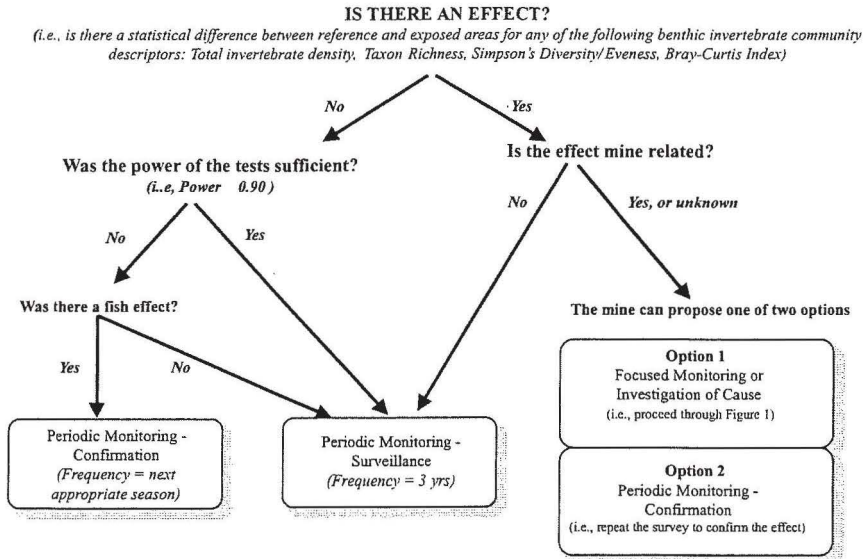 IS THERE AN EFFECT?
(i.e., is there a statistical difference between reference and exposed areas for any of the following benthic invertebrate community
descriptors: Total invertebrate density, Taxon Richness, Simpson's Diversity/Eveness, Bray-Curtis Index)
No
Yes
Was the power of the tests sufficient?
(i..e, Power 0.90 )
Is the effect mine related?
No
Yes
No
Yes, or unknown
Was there a fish effect?
The mine can propose one of two options
Yes
No
Option 1
Focused Monitoring or
Investigation of Cause
(i.e., proceed through Figure 1)
Periodic Monitoring -
Confirmation
(Frequency = next
appropriate season)
Periodic Monitoring -
Surveillance
(Frequency = 3 yrs)
Option 2
Periodic Monitoring -
Confirmation
(i.e., repeat the survey to confirm the effect)